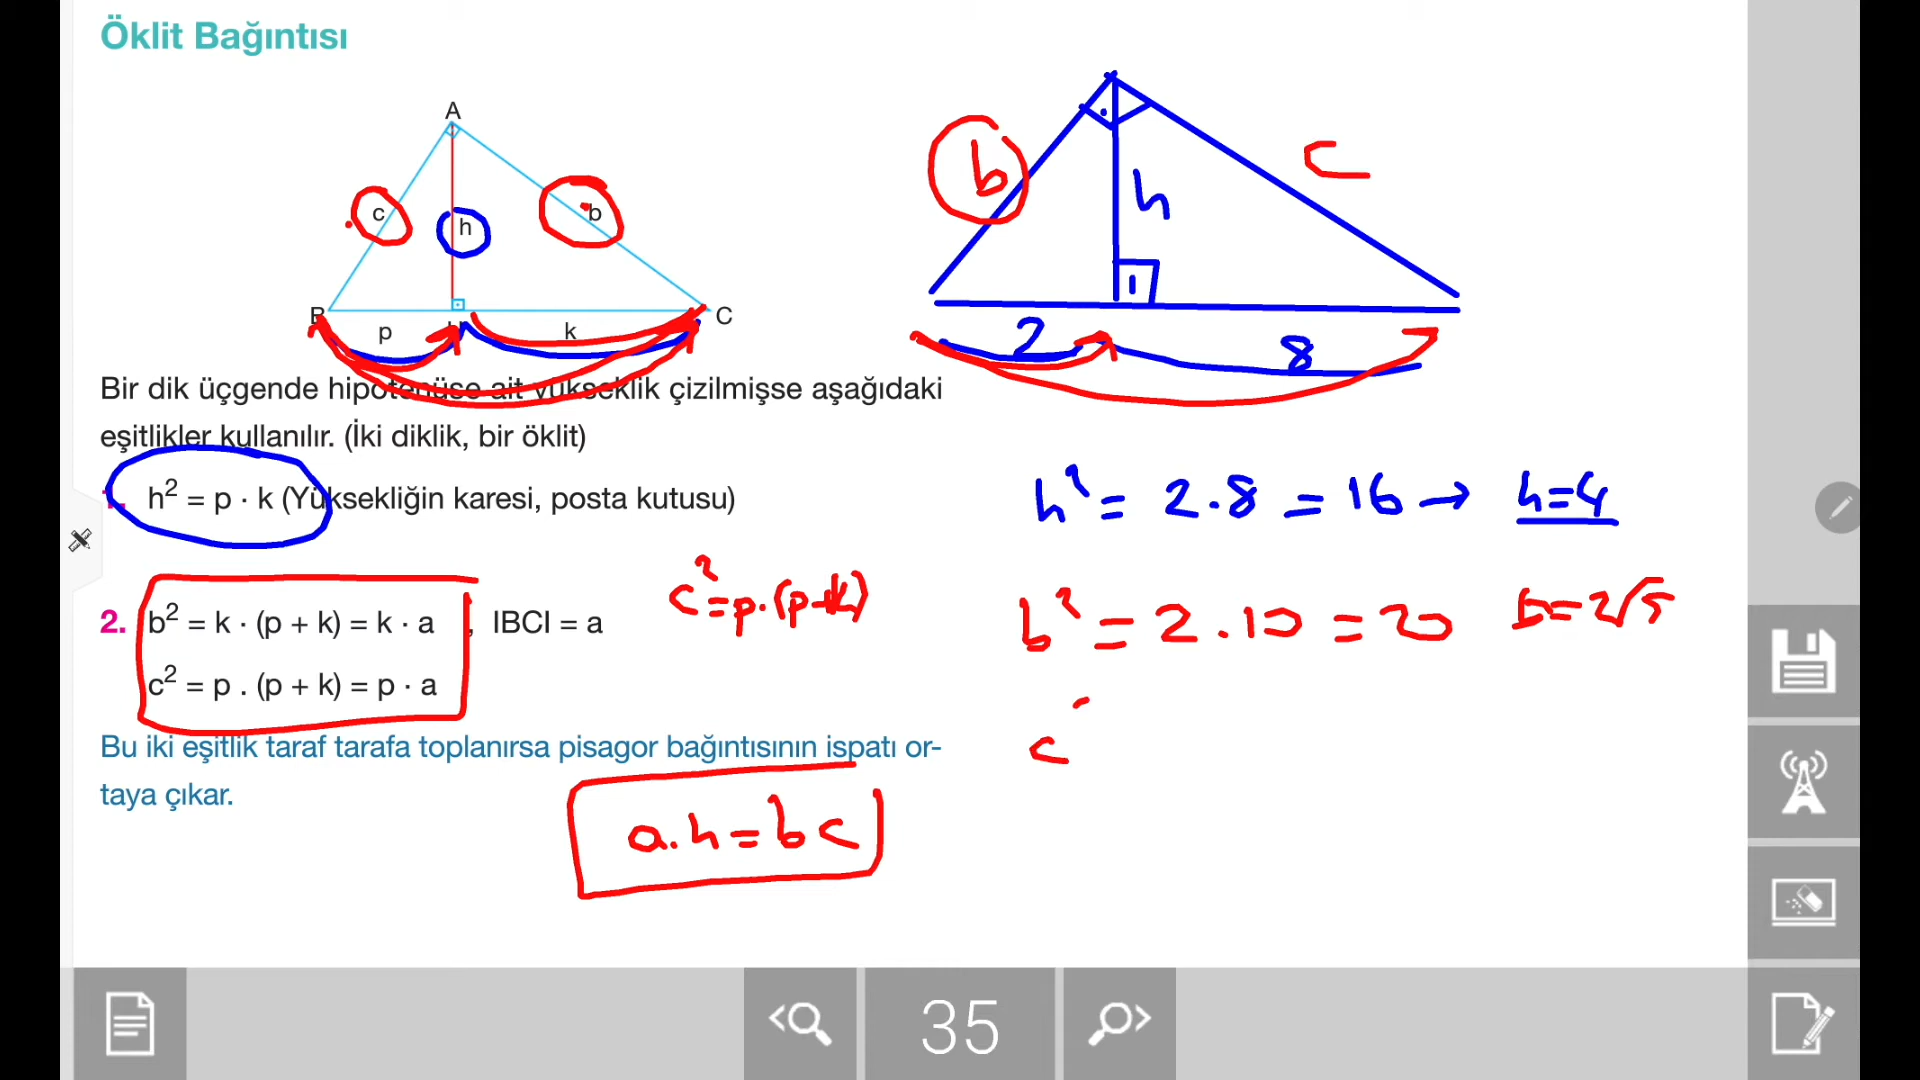 Öklit Bağıntısı
A
c
h
b
B
C
p
k
b
c
h
2
8
Bir dik üçgende hipotenüse ait yükseklik çizilmişse aşağıdaki
eşitlikler kullanılır. (İki diklik, bir öklit)
1. h² = p · k (Yüksekliğin karesi, posta kutusu)
h² = 2.8 = 16 → h=4
c² = p.(p+k)
2. b² = k · (p + k) = k · a , IBCI = a
b² = 2.10 = 20 b=2√5
c² = p . (p + k) = p · a
c
Bu iki eşitlik taraf tarafa toplanırsa pisagor bağıntısının ispatı or-
taya çıkar.
a.h=bc
35